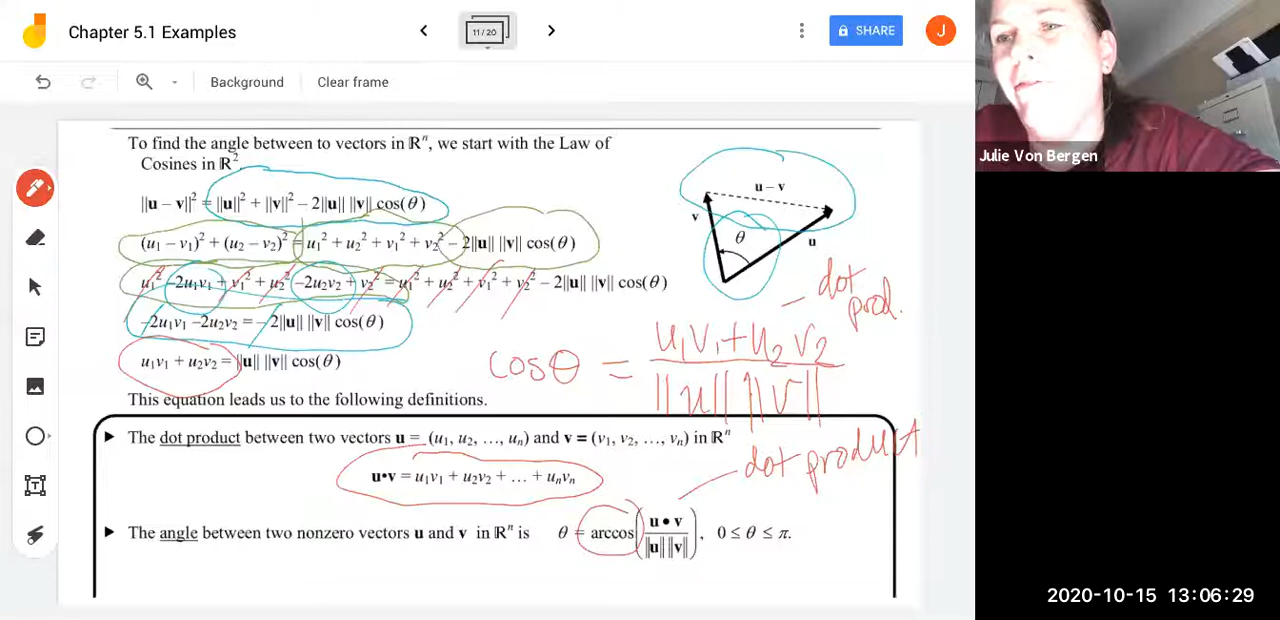 Chapter 5.1 Examples
11 / 20
SHARE
J
Background
Clear frame
Julie Von Bergen
To find the angle between to vectors in ℝⁿ, we start with the Law of
Cosines in ℝ².
‖u − v‖² = ‖u‖² + ‖v‖² − 2‖u‖ ‖v‖ cos(θ)
(u₁ − v₁)² + (u₂ − v₂)² = u₁² + u₂² + v₁² + v₂² − 2‖u‖ ‖v‖ cos(θ)
u₁² − 2u₁v₁ + v₁² + u₂² − 2u₂v₂ + v₂² = u₁² + u₂² + v₁² + v₂² − 2‖u‖ ‖v‖ cos(θ)
−2u₁v₁ −2u₂v₂ = −2‖u‖ ‖v‖ cos(θ)
u₁v₁ + u₂v₂ = ‖u‖ ‖v‖ cos(θ)
u − v
v
θ
u
dot
prod.
cosθ = u₁v₁+u₂v₂
‖u‖ ‖v‖
This equation leads us to the following definitions.
The dot product between two vectors u = (u₁, u₂, …, uₙ) and v = (v₁, v₂, …, vₙ) in ℝⁿ
u•v = u₁v₁ + u₂v₂ + … + uₙvₙ
dot product
The angle between two nonzero vectors u and v in ℝⁿ is θ = arccos(u • v / ‖u‖ ‖v‖), 0 ≤ θ ≤ π.
2020-10-15 13:06:29